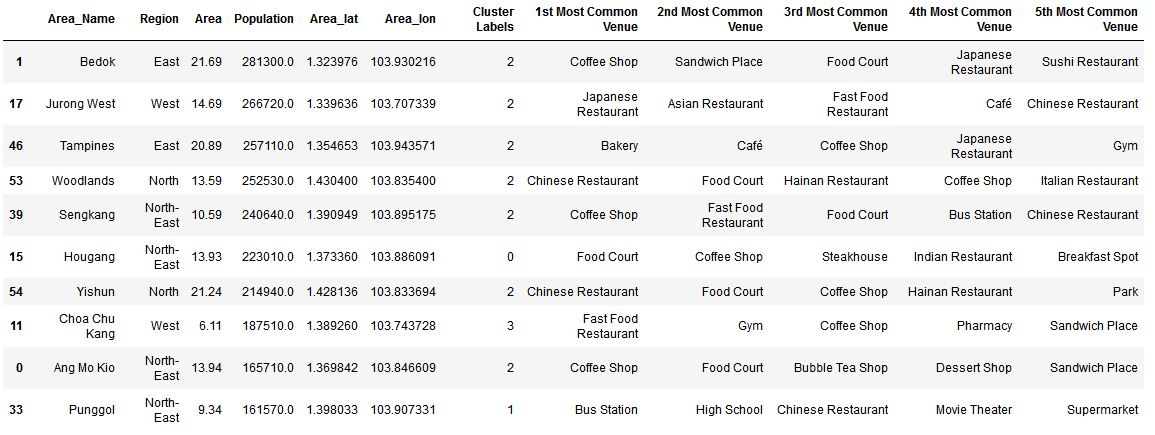 Area_Name Region Area Population Area_lat Area_lon Cluster Labels 1st Most Common Venue 2nd Most Common Venue 3rd Most Common Venue 4th Most Common Venue 5th Most Common Venue
1 Bedok East 21.69 281300.0 1.323976 103.930216 2 Coffee Shop Sandwich Place Food Court Japanese Restaurant Sushi Restaurant
17 Jurong West West 14.69 266720.0 1.339636 103.707339 2 Japanese Restaurant Asian Restaurant Fast Food Restaurant Café Chinese Restaurant
46 Tampines East 20.89 257110.0 1.354653 103.943571 2 Bakery Café Coffee Shop Japanese Restaurant Gym
53 Woodlands North 13.59 252530.0 1.430400 103.835400 2 Chinese Restaurant Food Court Hainan Restaurant Coffee Shop Italian Restaurant
39 Sengkang North-East 10.59 240640.0 1.390949 103.895175 2 Coffee Shop Fast Food Restaurant Food Court Bus Station Chinese Restaurant
15 Hougang North-East 13.93 223010.0 1.373360 103.886091 0 Food Court Coffee Shop Steakhouse Indian Restaurant Breakfast Spot
54 Yishun North 21.24 214940.0 1.428136 103.833694 2 Chinese Restaurant Food Court Coffee Shop Hainan Restaurant Park
11 Choa Chu Kang West 6.11 187510.0 1.389260 103.743728 3 Fast Food Restaurant Gym Coffee Shop Pharmacy Sandwich Place
0 Ang Mo Kio North-East 13.94 165710.0 1.369842 103.846609 2 Coffee Shop Food Court Bubble Tea Shop Dessert Shop Sandwich Place
33 Punggol North-East 9.34 161570.0 1.398033 103.907331 1 Bus Station High School Chinese Restaurant Movie Theater Supermarket